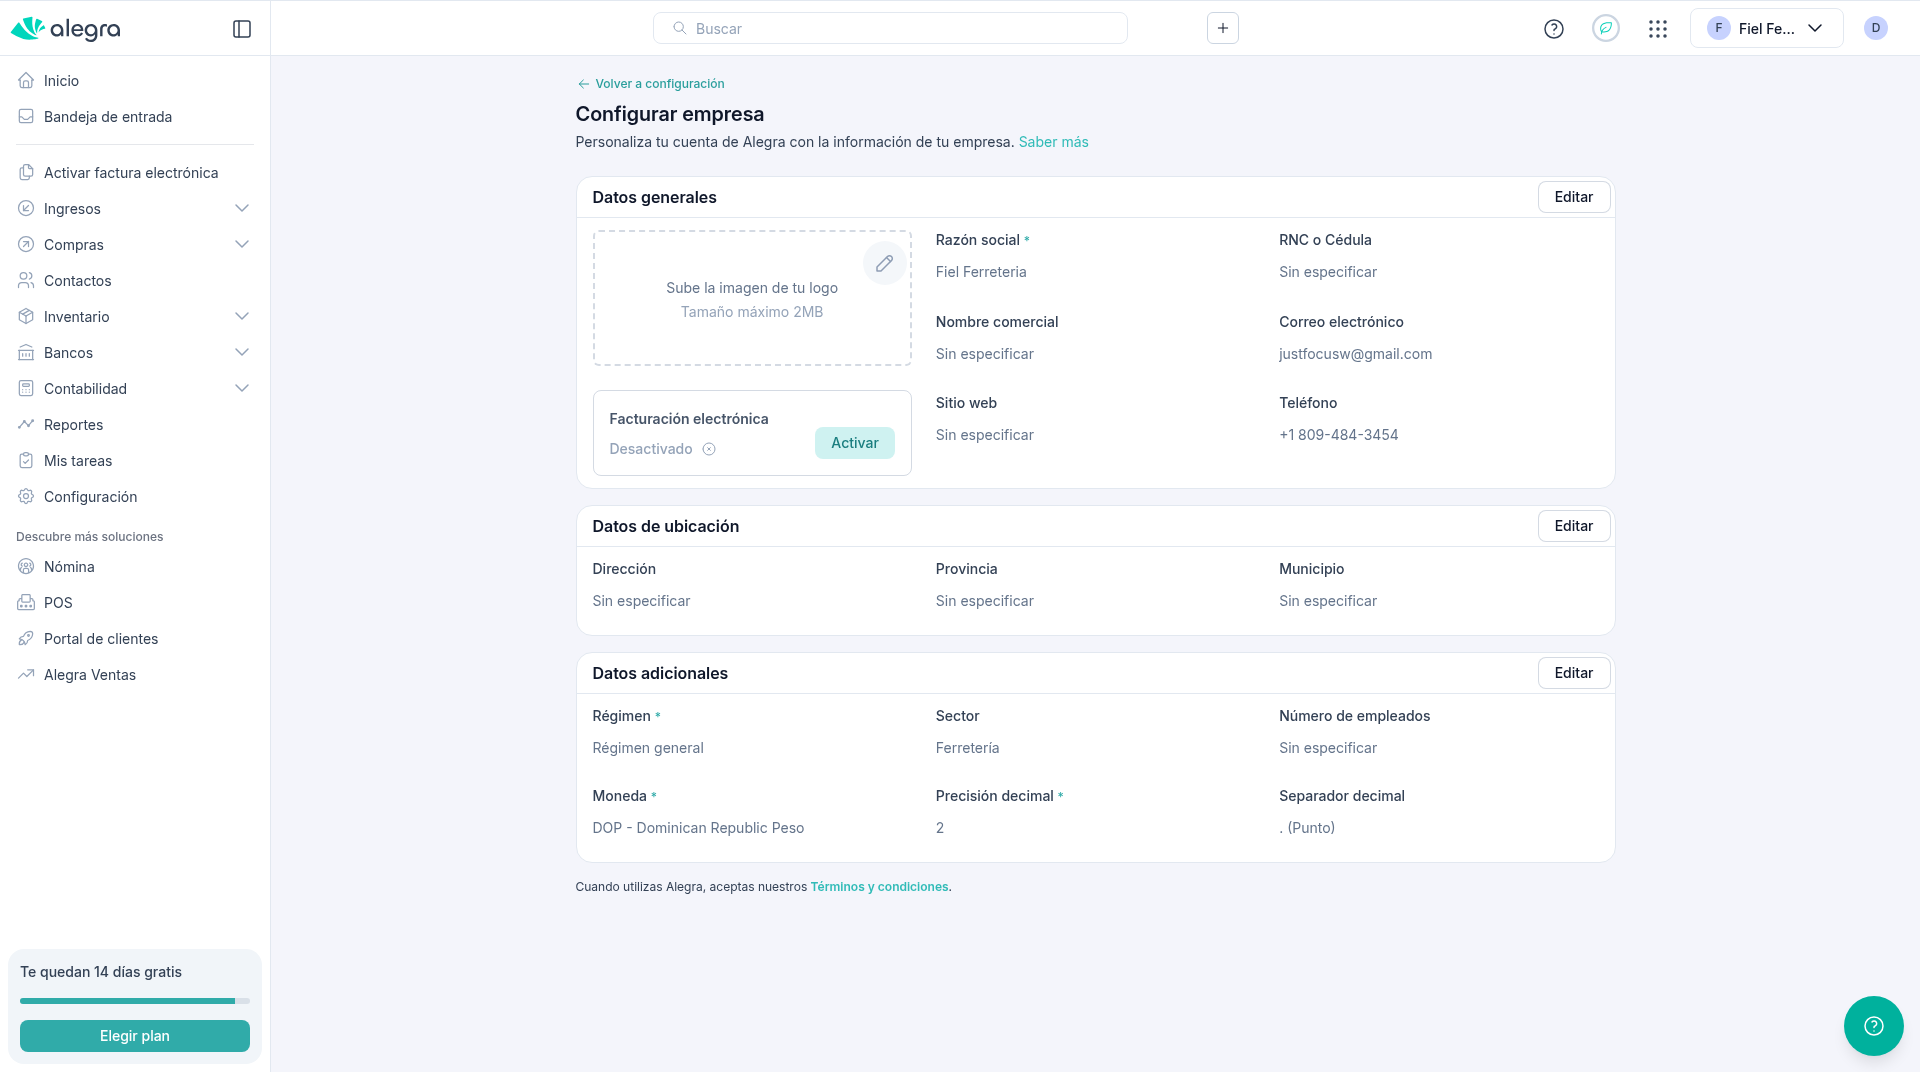 alegra
Buscar
F
Fiel Fe...
D
Inicio
Bandeja de entrada
Activar factura electrónica
Ingresos
Compras
Contactos
Inventario
Bancos
Contabilidad
Reportes
Mis tareas
Configuración
Descubre más soluciones
Nómina
POS
Portal de clientes
Alegra Ventas
Te quedan 14 días gratis
Elegir plan
Volver a configuración
Configurar empresa
Personaliza tu cuenta de Alegra con la información de tu empresa. Saber más
Datos generales
Editar
Sube la imagen de tu logo
Tamaño máximo 2MB
Facturación electrónica
Desactivado
Activar
Razón social *
Fiel Ferreteria
RNC o Cédula
Sin especificar
Nombre comercial
Sin especificar
Correo electrónico
justfocusw@gmail.com
Sitio web
Sin especificar
Teléfono
+1 809-484-3454
Datos de ubicación
Editar
Dirección
Sin especificar
Provincia
Sin especificar
Municipio
Sin especificar
Datos adicionales
Editar
Régimen *
Régimen general
Sector
Ferretería
Número de empleados
Sin especificar
Moneda *
DOP - Dominican Republic Peso
Precisión decimal *
2
Separador decimal
. (Punto)
Cuando utilizas Alegra, aceptas nuestros Términos y condiciones.